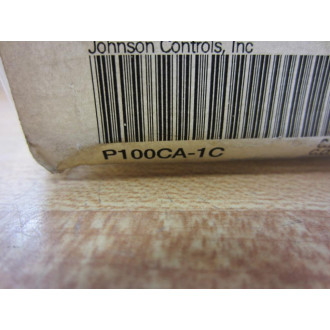 Johnson Controls, Inc
P100CA-1C